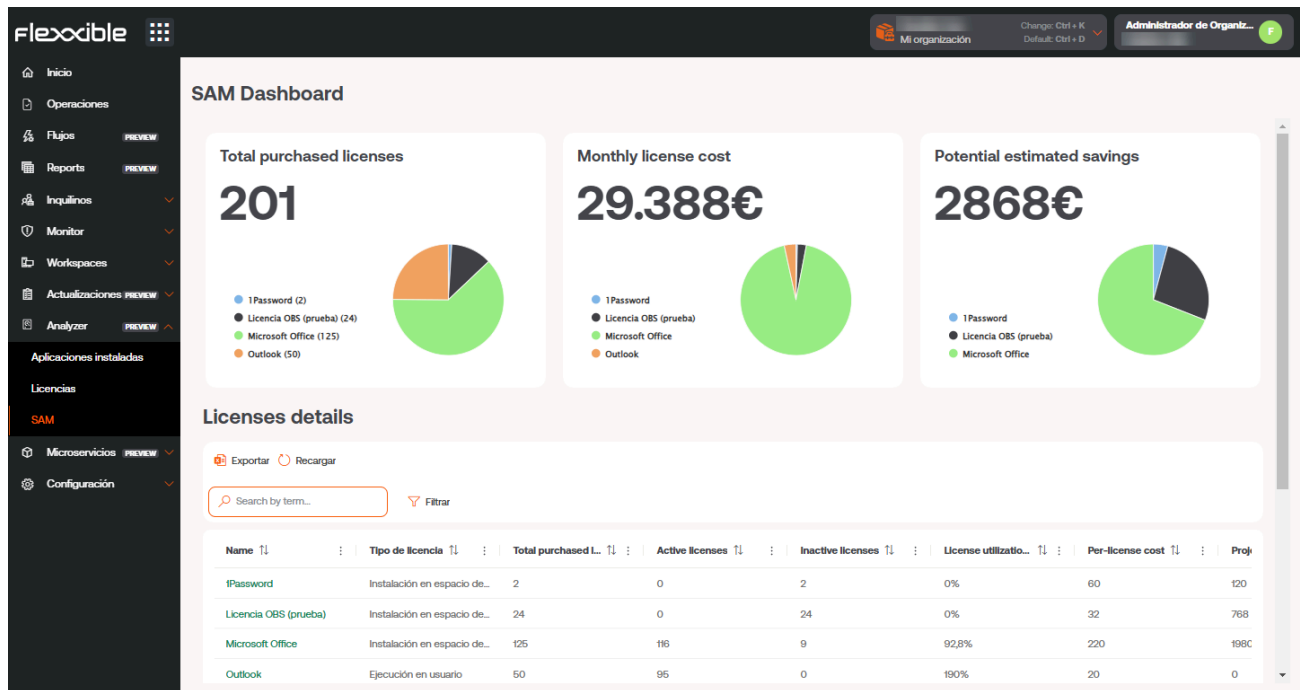 Flexxible
Mi organización
Change: Ctrl + K
Default: Ctrl + D
Administrador de Organiz...
F
Inicio
Operaciones
Flujos PREVIEW
Reports PREVIEW
Inquilinos
Monitor
Workspaces
Actualizaciones PREVIEW
Analyzer PREVIEW
Aplicaciones instaladas
Licencias
SAM
Microservicios PREVIEW
Configuración
SAM Dashboard
Total purchased licenses
201
1Password (2)
Licencia OBS (prueba) (24)
Microsoft Office (125)
Outlook (50)
Monthly license cost
29.388€
1Password
Licencia OBS (prueba)
Microsoft Office
Outlook
Potential estimated savings
2868€
1Password
Licencia OBS (prueba)
Microsoft Office
Licenses details
Exportar Recargar
Search by term... Filtrar
Name Tipo de licencia Total purchased l... Active licenses Inactive licenses License utilizatio... Per-license cost Proje
1Password Instalación en espacio de... 2 0 2 0% 60 120
Licencia OBS (prueba) Instalación en espacio de... 24 0 24 0% 32 768
Microsoft Office Instalación en espacio de... 125 116 9 92,8% 220 1980
Outlook Ejecución en usuario 50 95 0 190% 20 0